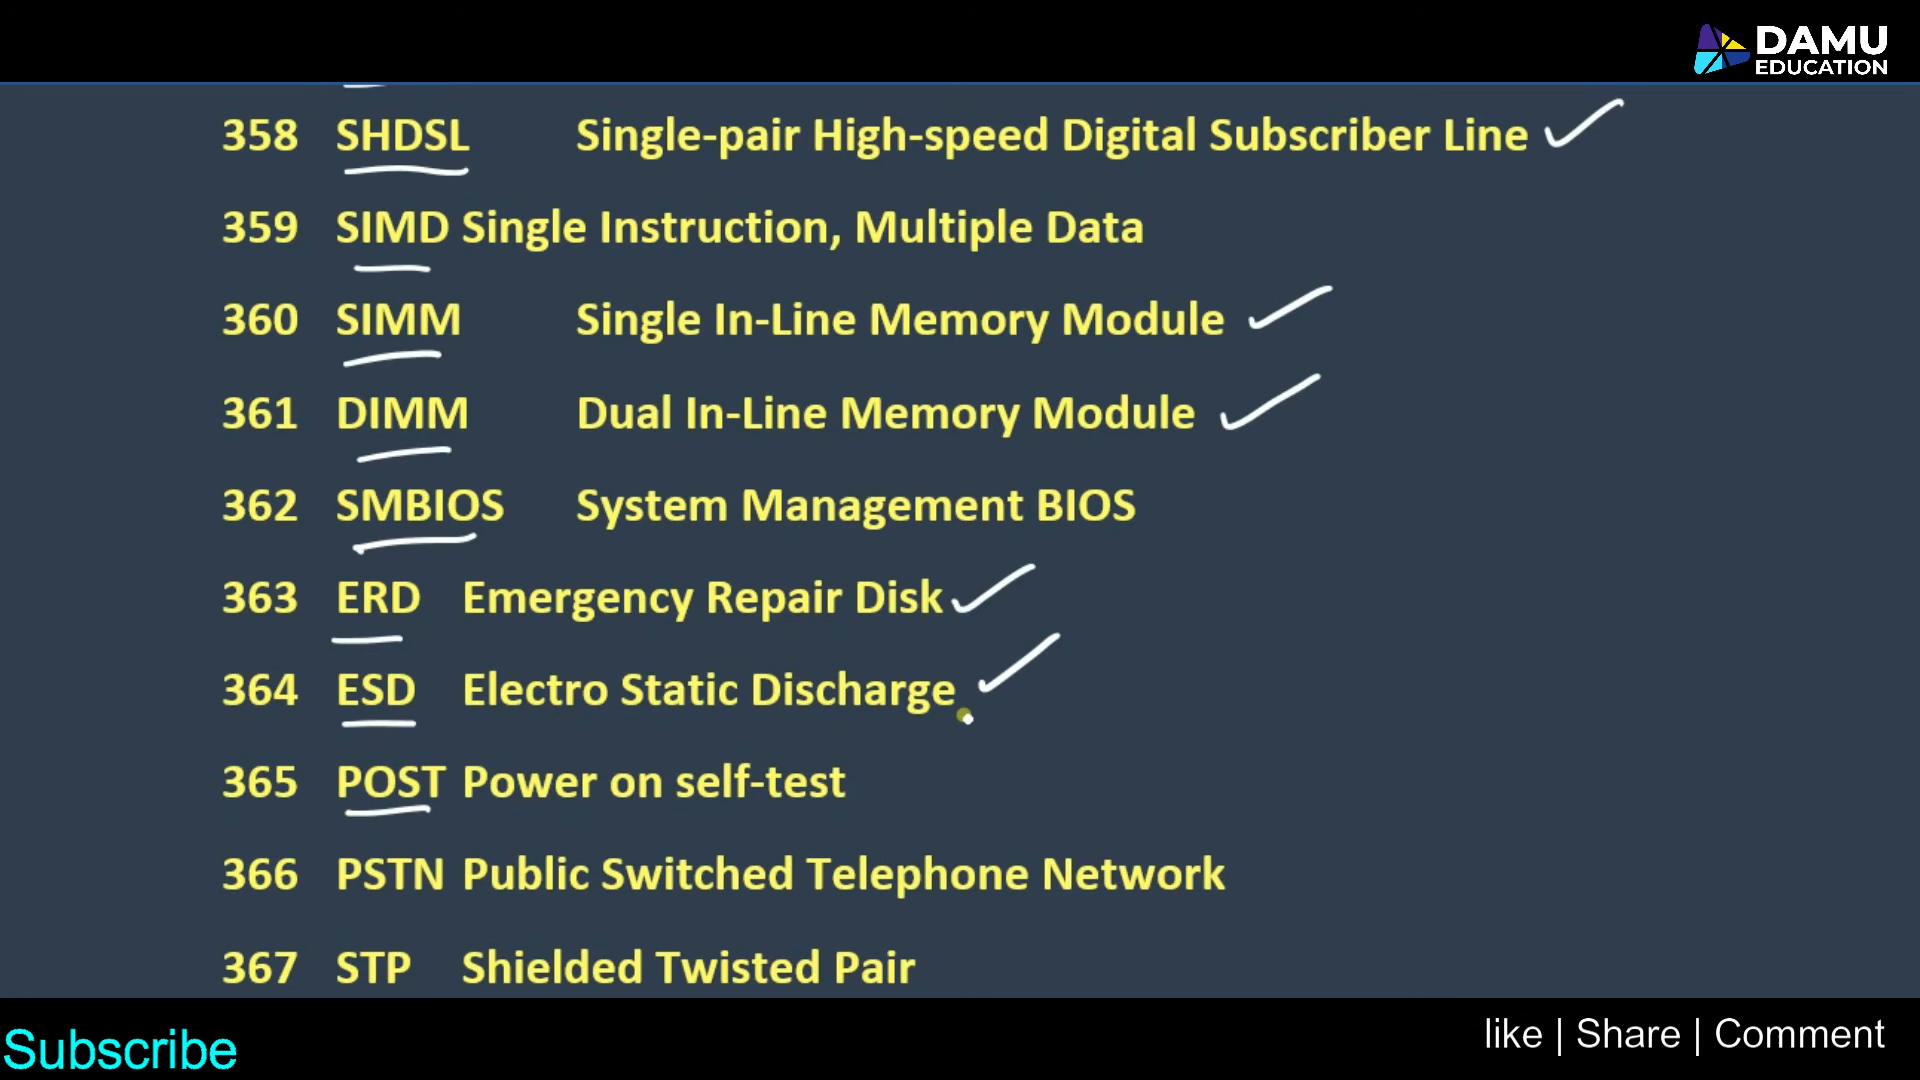 DAMU
EDUCATION
358 SHDSL Single-pair High-speed Digital Subscriber Line
359 SIMD Single Instruction, Multiple Data
360 SIMM Single In-Line Memory Module
361 DIMM Dual In-Line Memory Module
362 SMBIOS System Management BIOS
363 ERD Emergency Repair Disk
364 ESD Electro Static Discharge
365 POST Power on self-test
366 PSTN Public Switched Telephone Network
367 STP Shielded Twisted Pair
Subscribe
like | Share | Comment